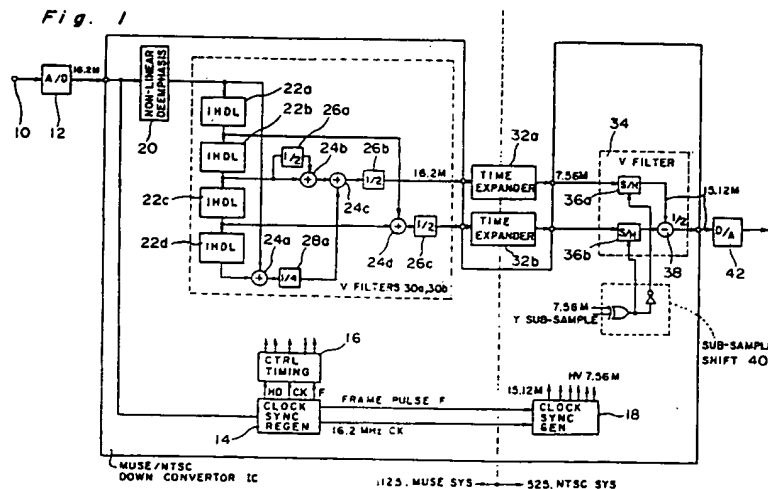 Fig. 1
16.2M
A/D
10
12
NON-LINEAR
DEEMPHASIS
20
1HDL
22a
22b
1HDL
26a
1/2
24b
26b
1/2
16.2M
22c
1HDL
24c
22d
1HDL
24a
28a
1/4
24d
1/2
26c
V FILTERS 30a,30b
32a
TIME
EXPANDER
7.56M
TIME
EXPANDER
32b
34
V FILTER
S/H
36a
15.12M
1/2
S/H
36b
38
D/A
42
7.56M
Y SUB-SAMPLE
SUB-SAMPLE
SHIFT 40
16
CTRL
TIMING
HD
CK
F
CLOCK
SYNC
REGEN
14
FRAME PULSE F
16.2 MHz CK
15.12M
HV 7.56M
CLOCK
SYNC
GEN
18
MUSE/NTSC
DOWN CONVERTOR IC
1125, MUSE SYS
525, NTSC SYS